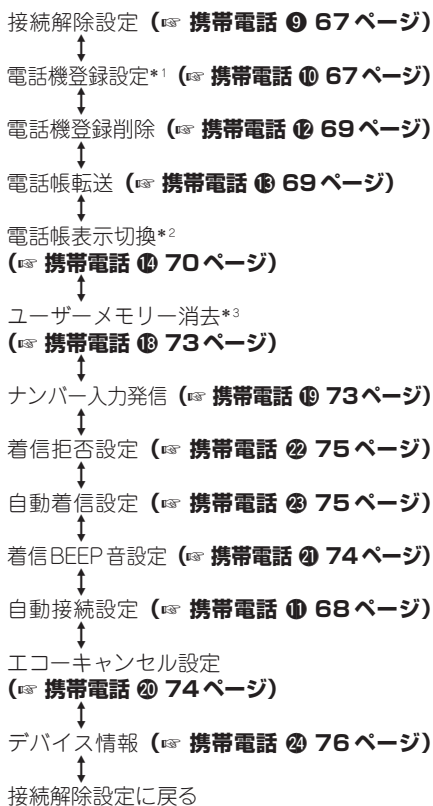 接続解除設定（☞ 携帯電話 ❾ 67ページ）
電話機登録設定*1（☞ 携帯電話 ❿ 67ページ）
電話機登録削除（☞ 携帯電話 ⓬ 69ページ）
電話帳転送（☞ 携帯電話 ⓭ 69ページ）
電話帳表示切換*2
（☞ 携帯電話 ⓮ 70ページ）
ユーザーメモリー消去*3
（☞ 携帯電話 ⓲ 73ページ）
ナンバー入力発信（☞ 携帯電話 ⓳ 73ページ）
着信拒否設定（☞ 携帯電話 ㉒ 75ページ）
自動着信設定（☞ 携帯電話 ㉓ 75ページ）
着信BEEP音設定（☞ 携帯電話 ㉑ 74ページ）
自動接続設定（☞ 携帯電話 ⓫ 68ページ）
エコーキャンセル設定
（☞ 携帯電話 ⓴ 74ページ）
デバイス情報（☞ 携帯電話 ㉔ 76ページ）
接続解除設定に戻る